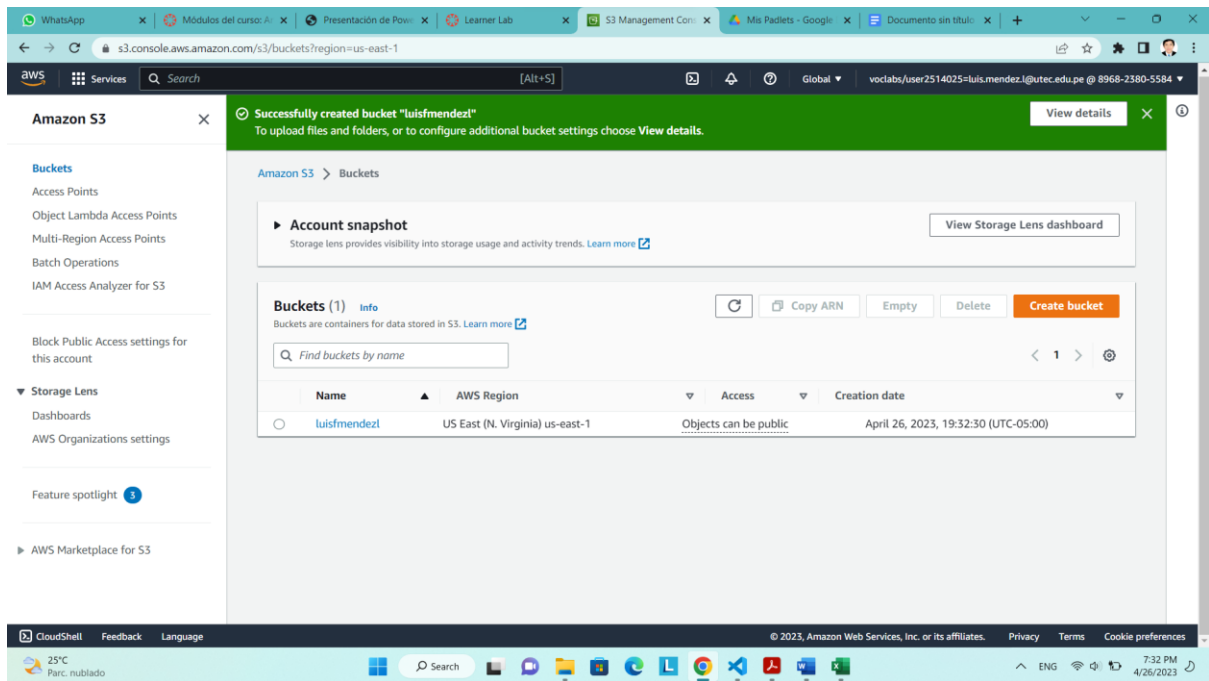 WhatsApp
Módulos del curso: A
Presentación de Powe
Learner Lab
S3 Management Con
Mis Padlets - Google
Documento sin título
s3.console.aws.amazon.com/s3/buckets?region=us-east-1
aws
Services
Search
[Alt+S]
Global
voclabs/user2514025=luis.mendez.l@utec.edu.pe @ 8968-2380-5584
Amazon S3
Successfully created bucket "luisfmendezl"
To upload files and folders, or to configure additional bucket settings choose View details.
View details
Buckets
Access Points
Object Lambda Access Points
Multi-Region Access Points
Batch Operations
IAM Access Analyzer for S3
Block Public Access settings for
this account
Storage Lens
Dashboards
AWS Organizations settings
Feature spotlight 3
AWS Marketplace for S3
Amazon S3 > Buckets
Account snapshot
Storage lens provides visibility into storage usage and activity trends. Learn more
View Storage Lens dashboard
Buckets (1) Info
Buckets are containers for data stored in S3. Learn more
Copy ARN
Empty
Delete
Create bucket
Find buckets by name
1
Name AWS Region Access Creation date
luisfmendezl US East (N. Virginia) us-east-1 Objects can be public April 26, 2023, 19:32:30 (UTC-05:00)
CloudShell Feedback Language
© 2023, Amazon Web Services, Inc. or its affiliates. Privacy Terms Cookie preferences
25°C
Parc. nublado
Search
ENG
7:32 PM
4/26/2023